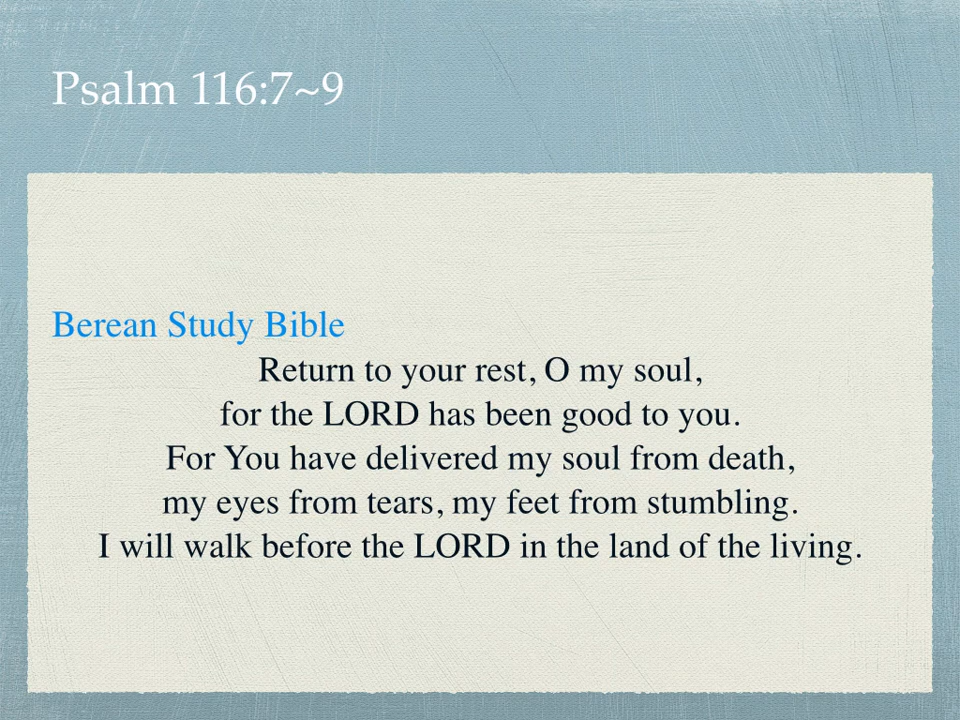 Psalm 116:7~9
Berean Study Bible
Return to your rest, O my soul,
for the LORD has been good to you.
For You have delivered my soul from death,
my eyes from tears, my feet from stumbling.
I will walk before the LORD in the land of the living.